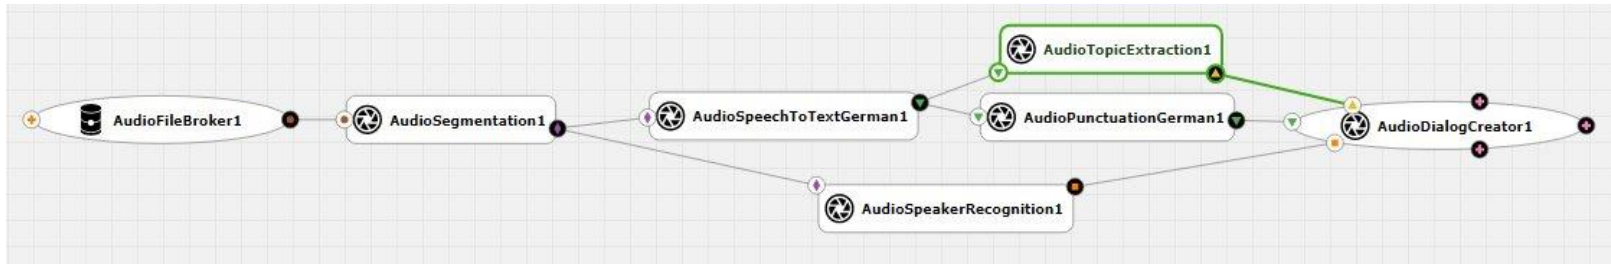 AudioFileBroker1
AudioSegmentation1
AudioSpeechToTextGerman1
AudioTopicExtraction1
AudioPunctuationGerman1
AudioSpeakerRecognition1
AudioDialogCreator1